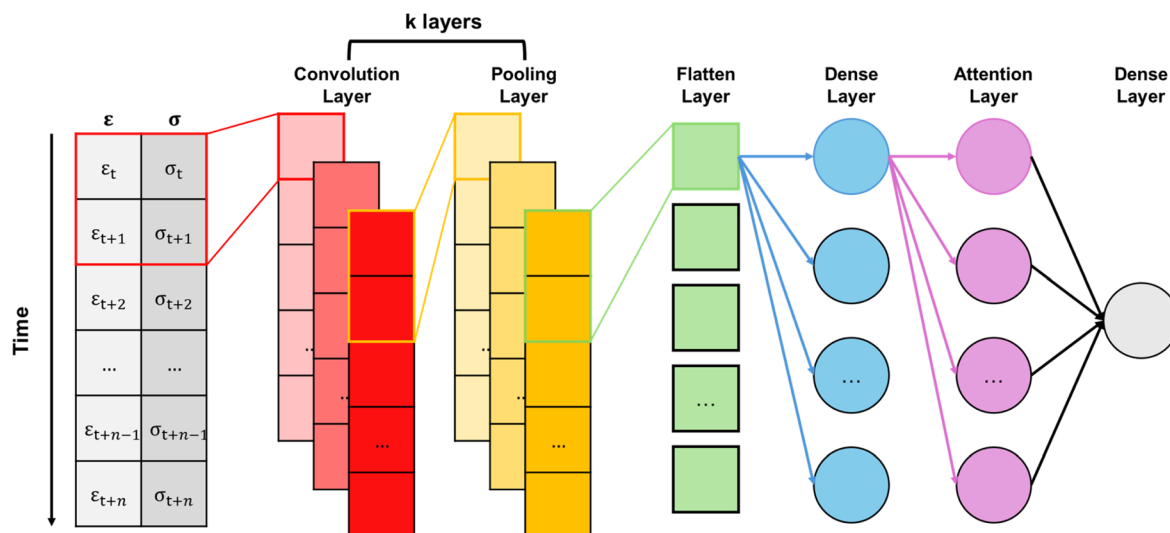 k layers
Convolution
Layer
Pooling
Layer
Flatten
Layer
Dense
Layer
Attention
Layer
Dense
Layer
ε σ
Time
εt σt
εt+1 σt+1
εt+2 σt+2
... ...
εt+n−1 σt+n−1
εt+n σt+n
..
..
...
..
..
...
...
...
...